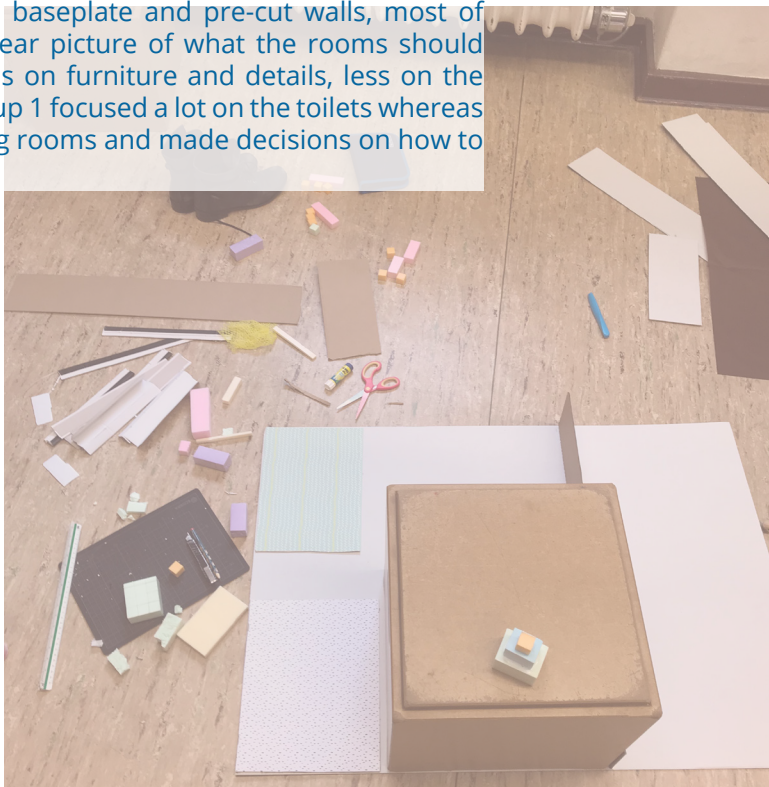 baseplate and pre-cut walls, most of
ear picture of what the rooms should
s on furniture and details, less on the
up 1 focused a lot on the toilets whereas
g rooms and made decisions on how to